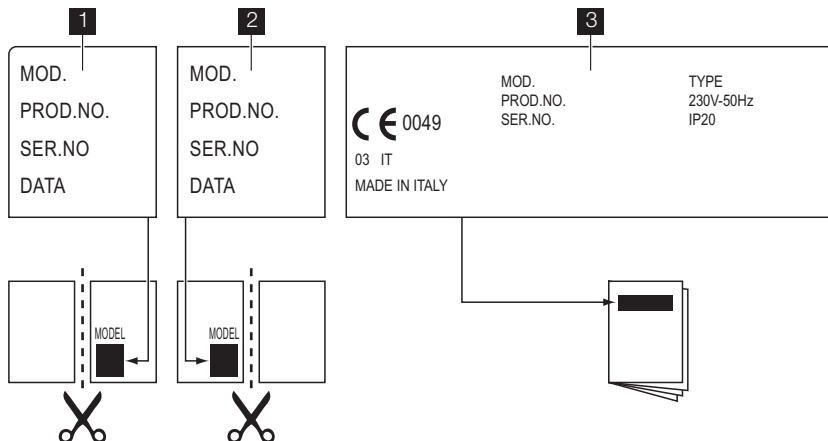 1
2
3
MOD.
PROD.NO.
SER.NO
DATA
MOD.
PROD.NO.
SER.NO
DATA
MOD.
PROD.NO.
SER.NO.
TYPE
230V-50Hz
IP20
CE 0049
03 IT
MADE IN ITALY
MODEL
MODEL